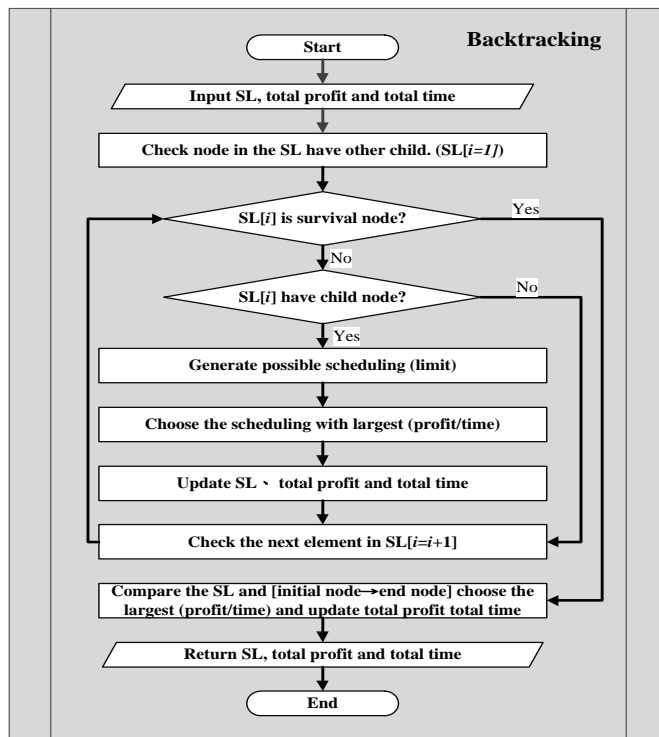 Backtracking
Start
Input SL, total profit and total time
Check node in the SL have other child. (SL[i=1])
SL[i] is survival node?
Yes
No
SL[i] have child node?
No
Yes
Generate possible scheduling (limit)
Choose the scheduling with largest (profit/time)
Update SL、total profit and total time
Check the next element in SL[i=i+1]
Compare the SL and [initial node→end node] choose the
largest (profit/time) and update total profit total time
Return SL, total profit and total time
End